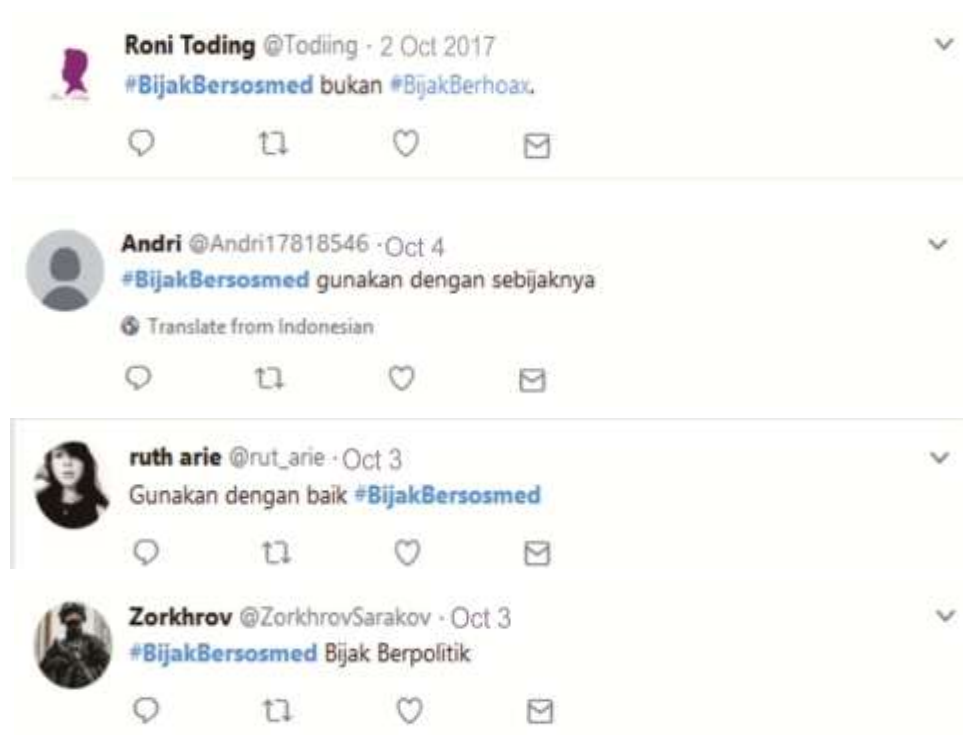 Roni Toding @Todiing · 2 Oct 2017
#BijakBersosmed bukan #BijakBerhoax.
Andri @Andri17818546 · Oct 4
#BijakBersosmed gunakan dengan sebijaknya
Translate from Indonesian
ruth arie @rut_arie · Oct 3
Gunakan dengan baik #BijakBersosmed
Zorkhrov @ZorkhrovSarakov · Oct 3
#BijakBersosmed Bijak Berpolitik